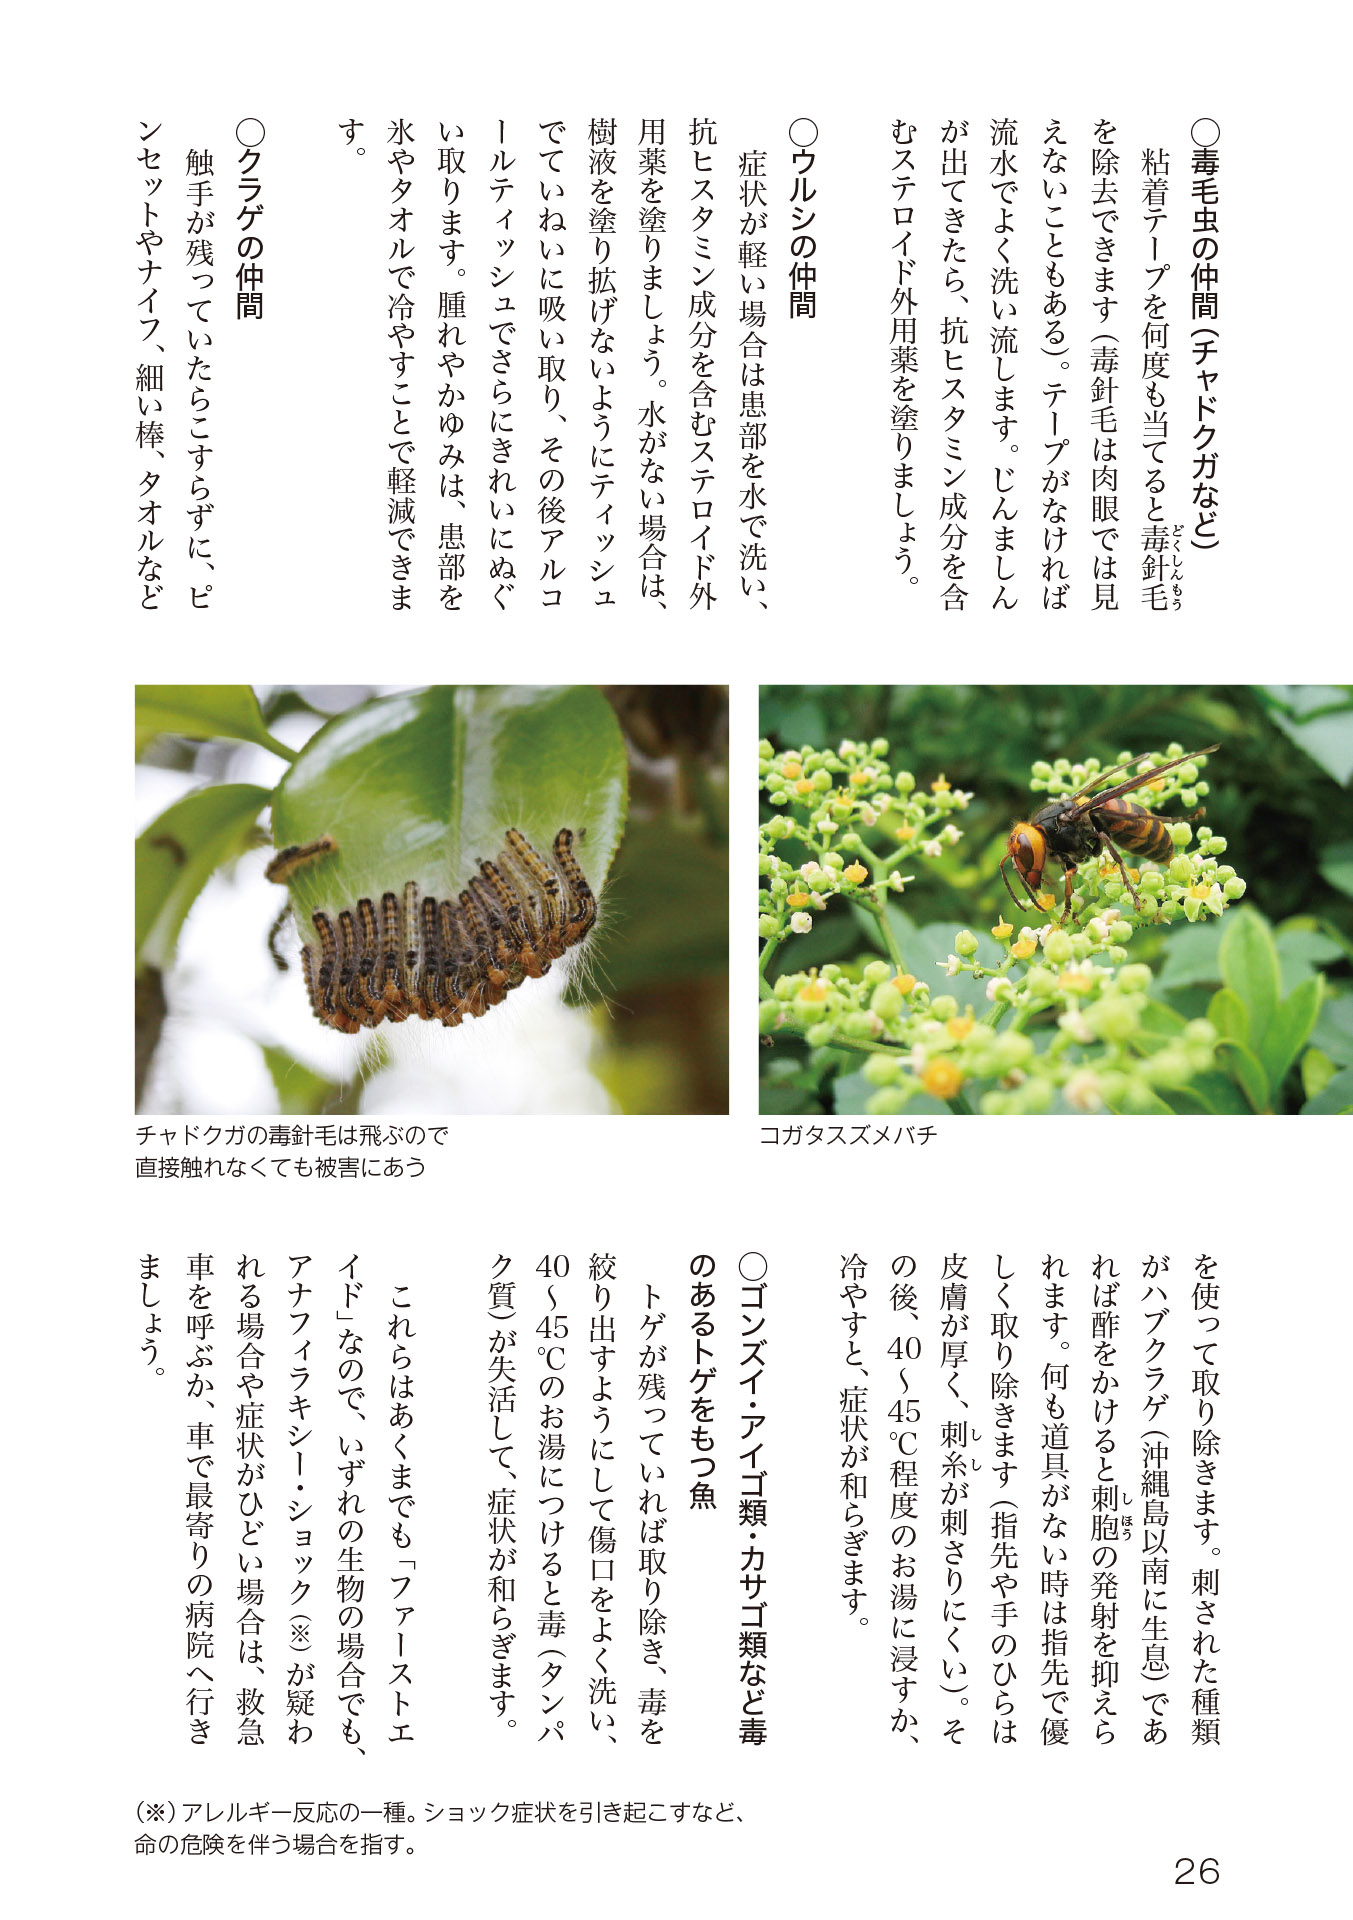 〇毒毛虫の仲間（チャドクガなど）
　粘着テープを何度も当てると毒針毛
どくしんもう
を除去できます（毒針毛は肉眼では見
えないこともある）。テープがなければ
流水でよく洗い流します。じんましん
が出てきたら、抗ヒスタミン成分を含
むステロイド外用薬を塗りましょう。
〇ウルシの仲間
　症状が軽い場合は患部を水で洗い、
抗ヒスタミン成分を含むステロイド外
用薬を塗りましょう。水がない場合は、
樹液を塗り拡げないようにティッシュ
でていねいに吸い取り、その後アルコ
ールティッシュでさらにきれいにぬぐ
い取ります。腫れやかゆみは、患部を
氷やタオルで冷やすことで軽減できま
す。
〇クラゲの仲間
　触手が残っていたらこすらずに、ピ
ンセットやナイフ、細い棒、タオルなど
コガタスズメバチ
チャドクガの毒針毛は飛ぶので
直接触れなくても被害にあう
を使って取り除きます。刺された種類
がハブクラゲ（沖縄島以南に生息）であ
れば酢をかけると刺胞の発射を抑えら
しほう
れます。何も道具がない時は指先で優
しく取り除きます（指先や手のひらは
皮膚が厚く、刺糸が刺さりにくい）。そ
しし
の後、40～45℃程度のお湯に浸すか、
冷やすと、症状が和らぎます。
〇ゴンズイ・アイゴ類・カサゴ類など毒
のあるトゲをもつ魚
　トゲが残っていれば取り除き、毒を
絞り出すようにして傷口をよく洗い、
40～45℃のお湯につけると毒（タンパ
ク質）が失活して、症状が和らぎます。
　これらはあくまでも「ファーストエ
イド」なので、いずれの生物の場合でも、
アナフィラキシー・ショック（※）が疑わ
れる場合や症状がひどい場合は、救急
車を呼ぶか、車で最寄りの病院へ行き
ましょう。
（※）アレルギー反応の一種。ショック症状を引き起こすなど、
命の危険を伴う場合を指す。
26